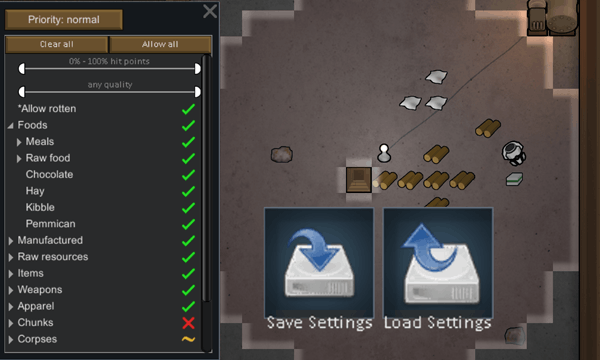 Priority: normal
Clear all
Allow all
0% - 100% hit points
any quality
*Allow rotten
Foods
Meals
Raw food
Chocolate
Hay
Kibble
Pemmican
Manufactured
Raw resources
Items
Weapons
Apparel
Chunks
Corpses
Save Settings
Load Settings